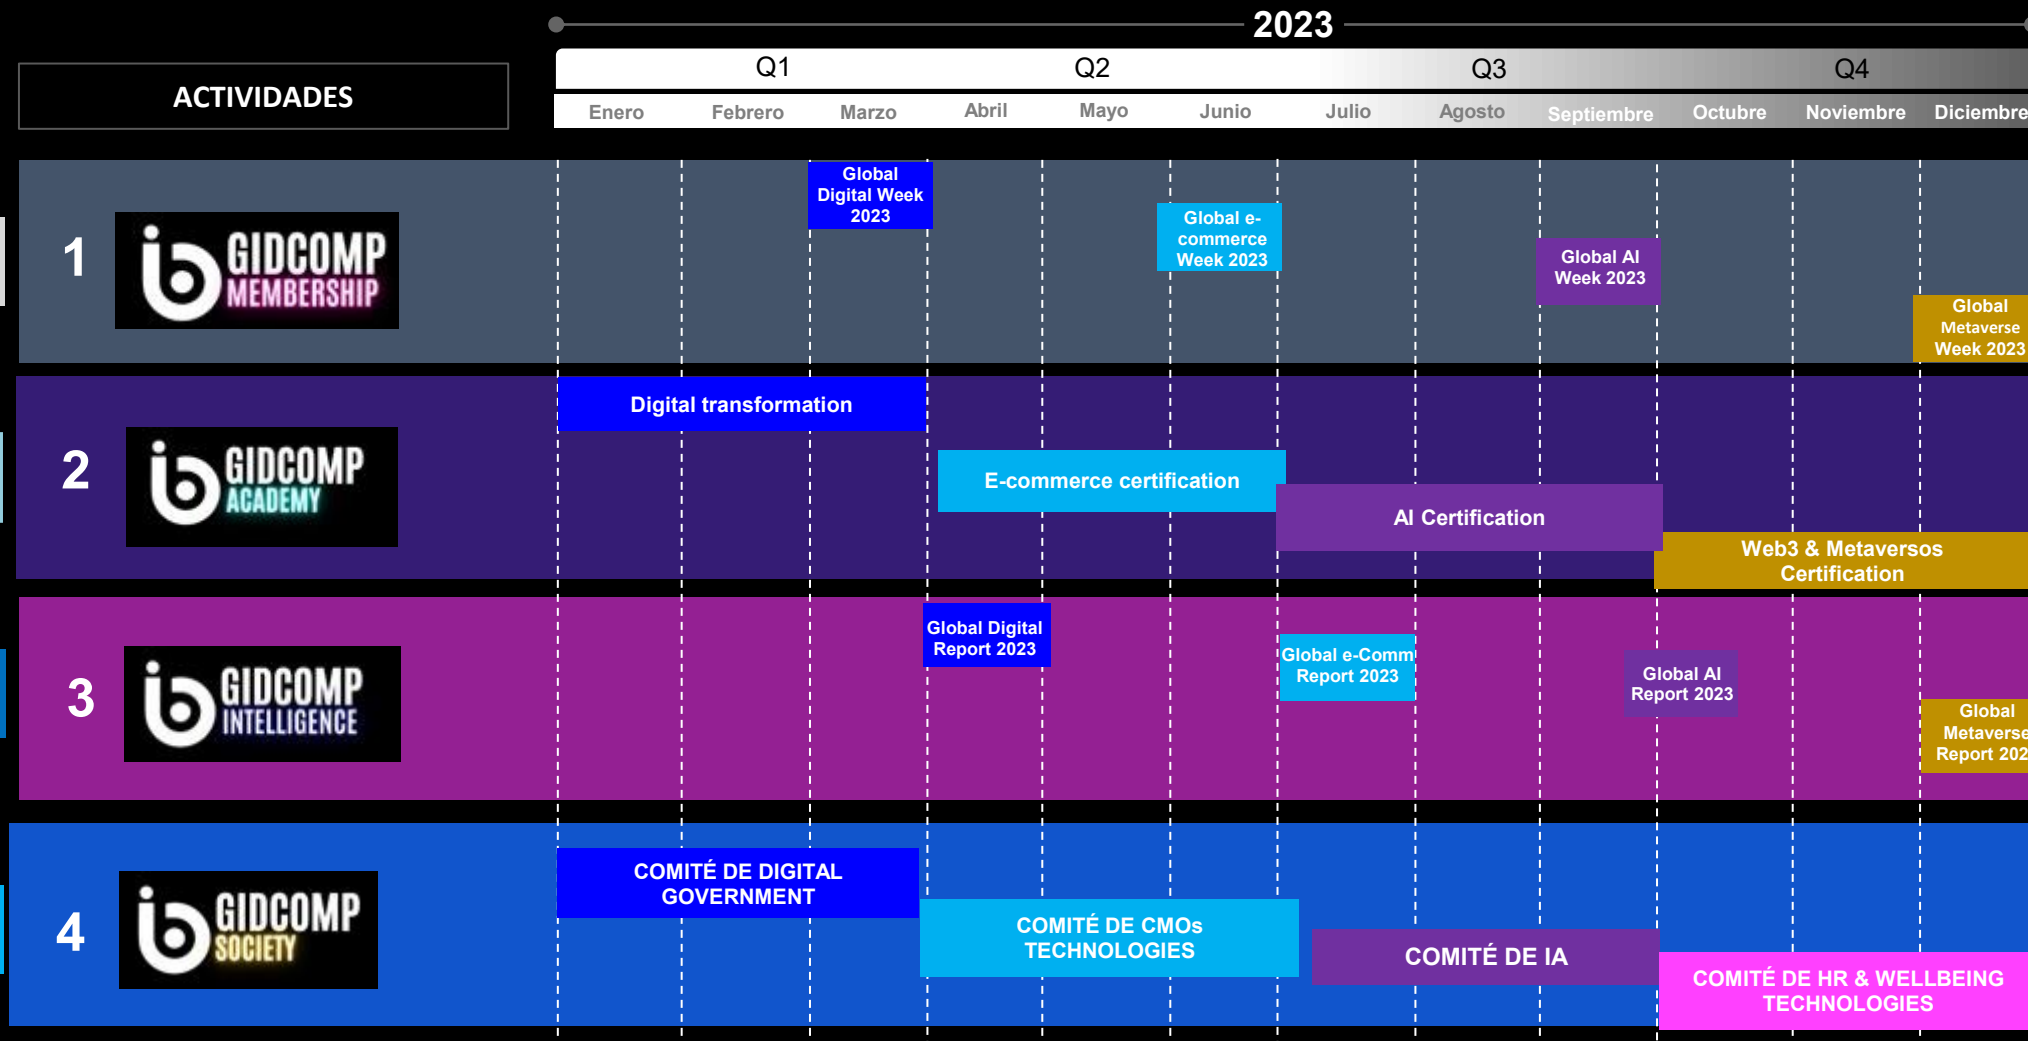 2023
Q1 Q2 Q3 Q4
ACTIVIDADES
Enero Febrero Marzo Abril Mayo Junio Julio Agosto Septiembre Octubre Noviembre Diciembre
1
GIDCOMP
MEMBERSHIP
Global
Digital Week
2023
Global e-
commerce
Week 2023
Global AI
Week 2023
Global
Metaverse
Week 2023
2
GIDCOMP
ACADEMY
Digital transformation
E-commerce certification
AI Certification
Web3 & Metaversos
Certification
3
GIDCOMP
INTELLIGENCE
Global Digital
Report 2023
Global e-Comm
Report 2023
Global AI
Report 2023
Global
Metaverse
Report 202
4
GIDCOMP
SOCIETY
COMITÉ DE DIGITAL
GOVERNMENT
COMITÉ DE CMOs
TECHNOLOGIES
COMITÉ DE IA
COMITÉ DE HR & WELLBEING
TECHNOLOGIES